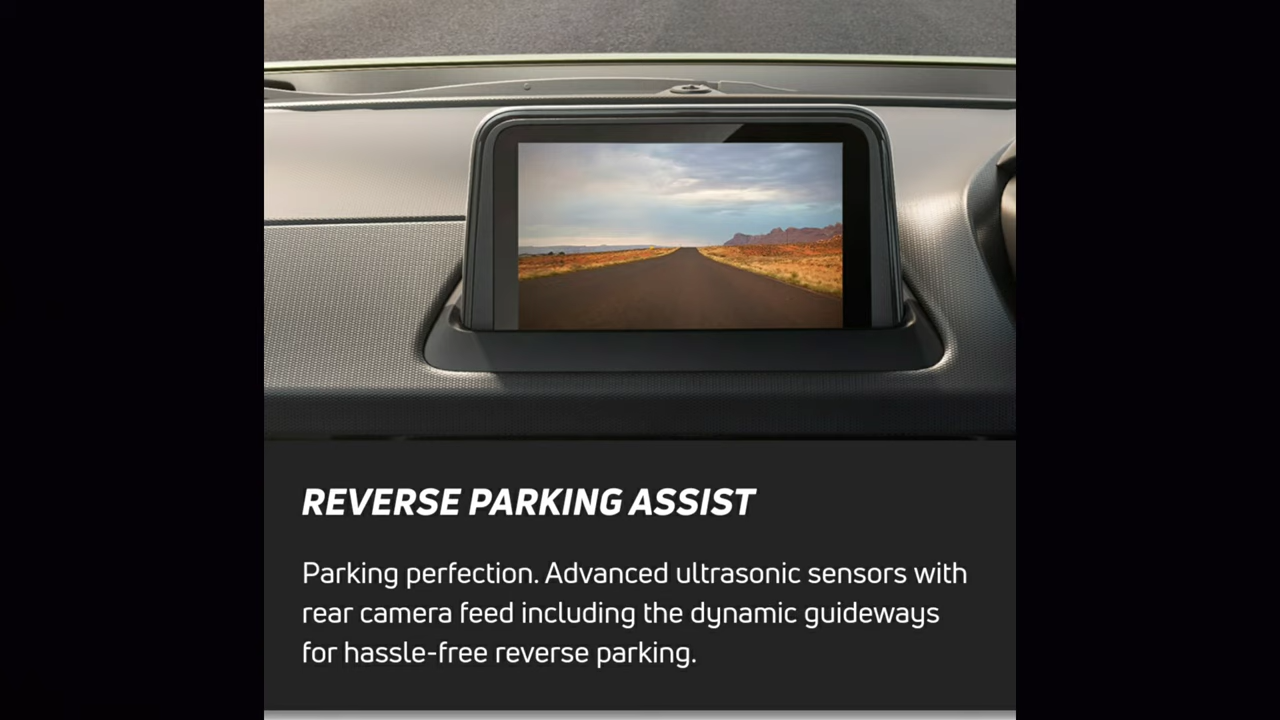 REVERSE PARKING ASSIST
Parking perfection. Advanced ultrasonic sensors with
rear camera feed including the dynamic guideways
for hassle-free reverse parking.